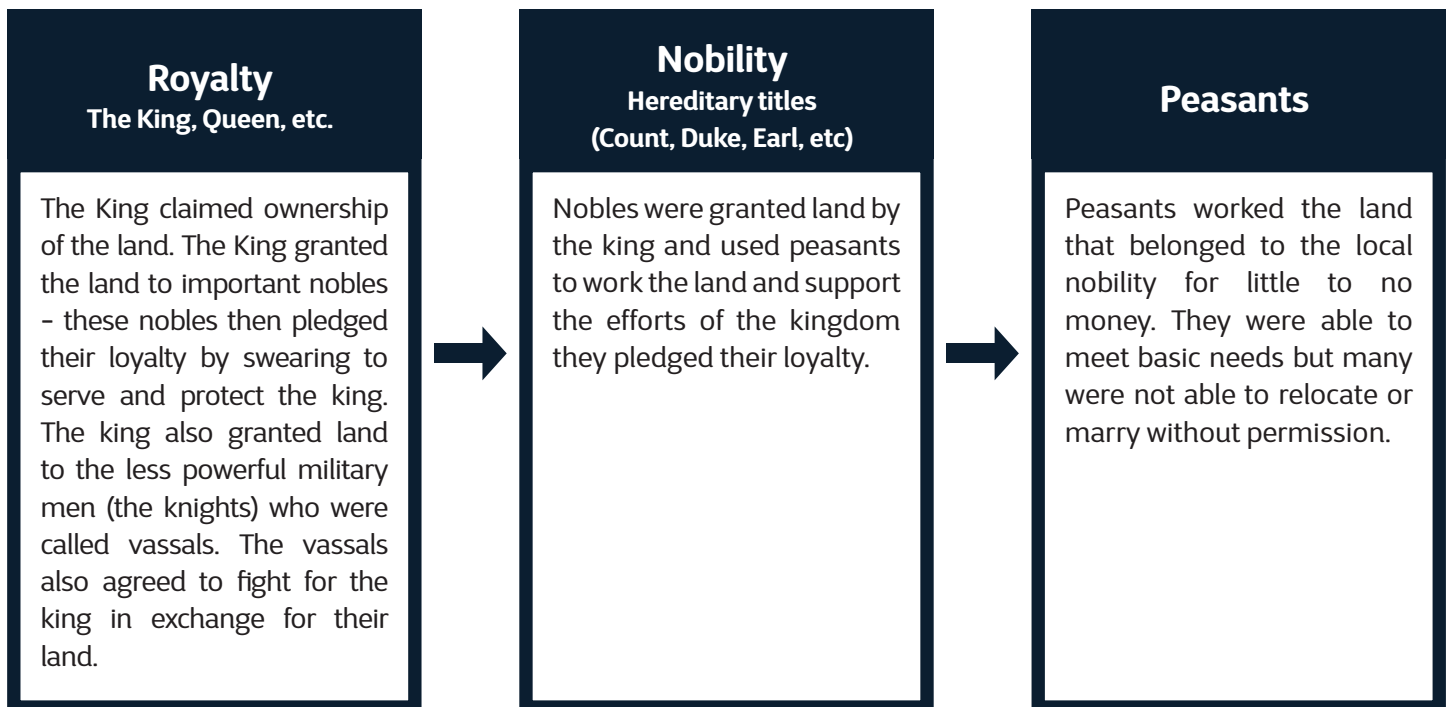 Royalty
The King, Queen, etc.
The King claimed ownership
of the land. The King granted
the land to important nobles
– these nobles then pledged
their loyalty by swearing to
serve and protect the king.
The king also granted land
to the less powerful military
men (the knights) who were
called vassals. The vassals
also agreed to fight for the
king in exchange for their
land.
Nobility
Hereditary titles
(Count, Duke, Earl, etc)
Nobles were granted land by
the king and used peasants
to work the land and support
the efforts of the kingdom
they pledged their loyalty.
Peasants
Peasants worked the land
that belonged to the local
nobility for little to no
money. They were able to
meet basic needs but many
were not able to relocate or
marry without permission.